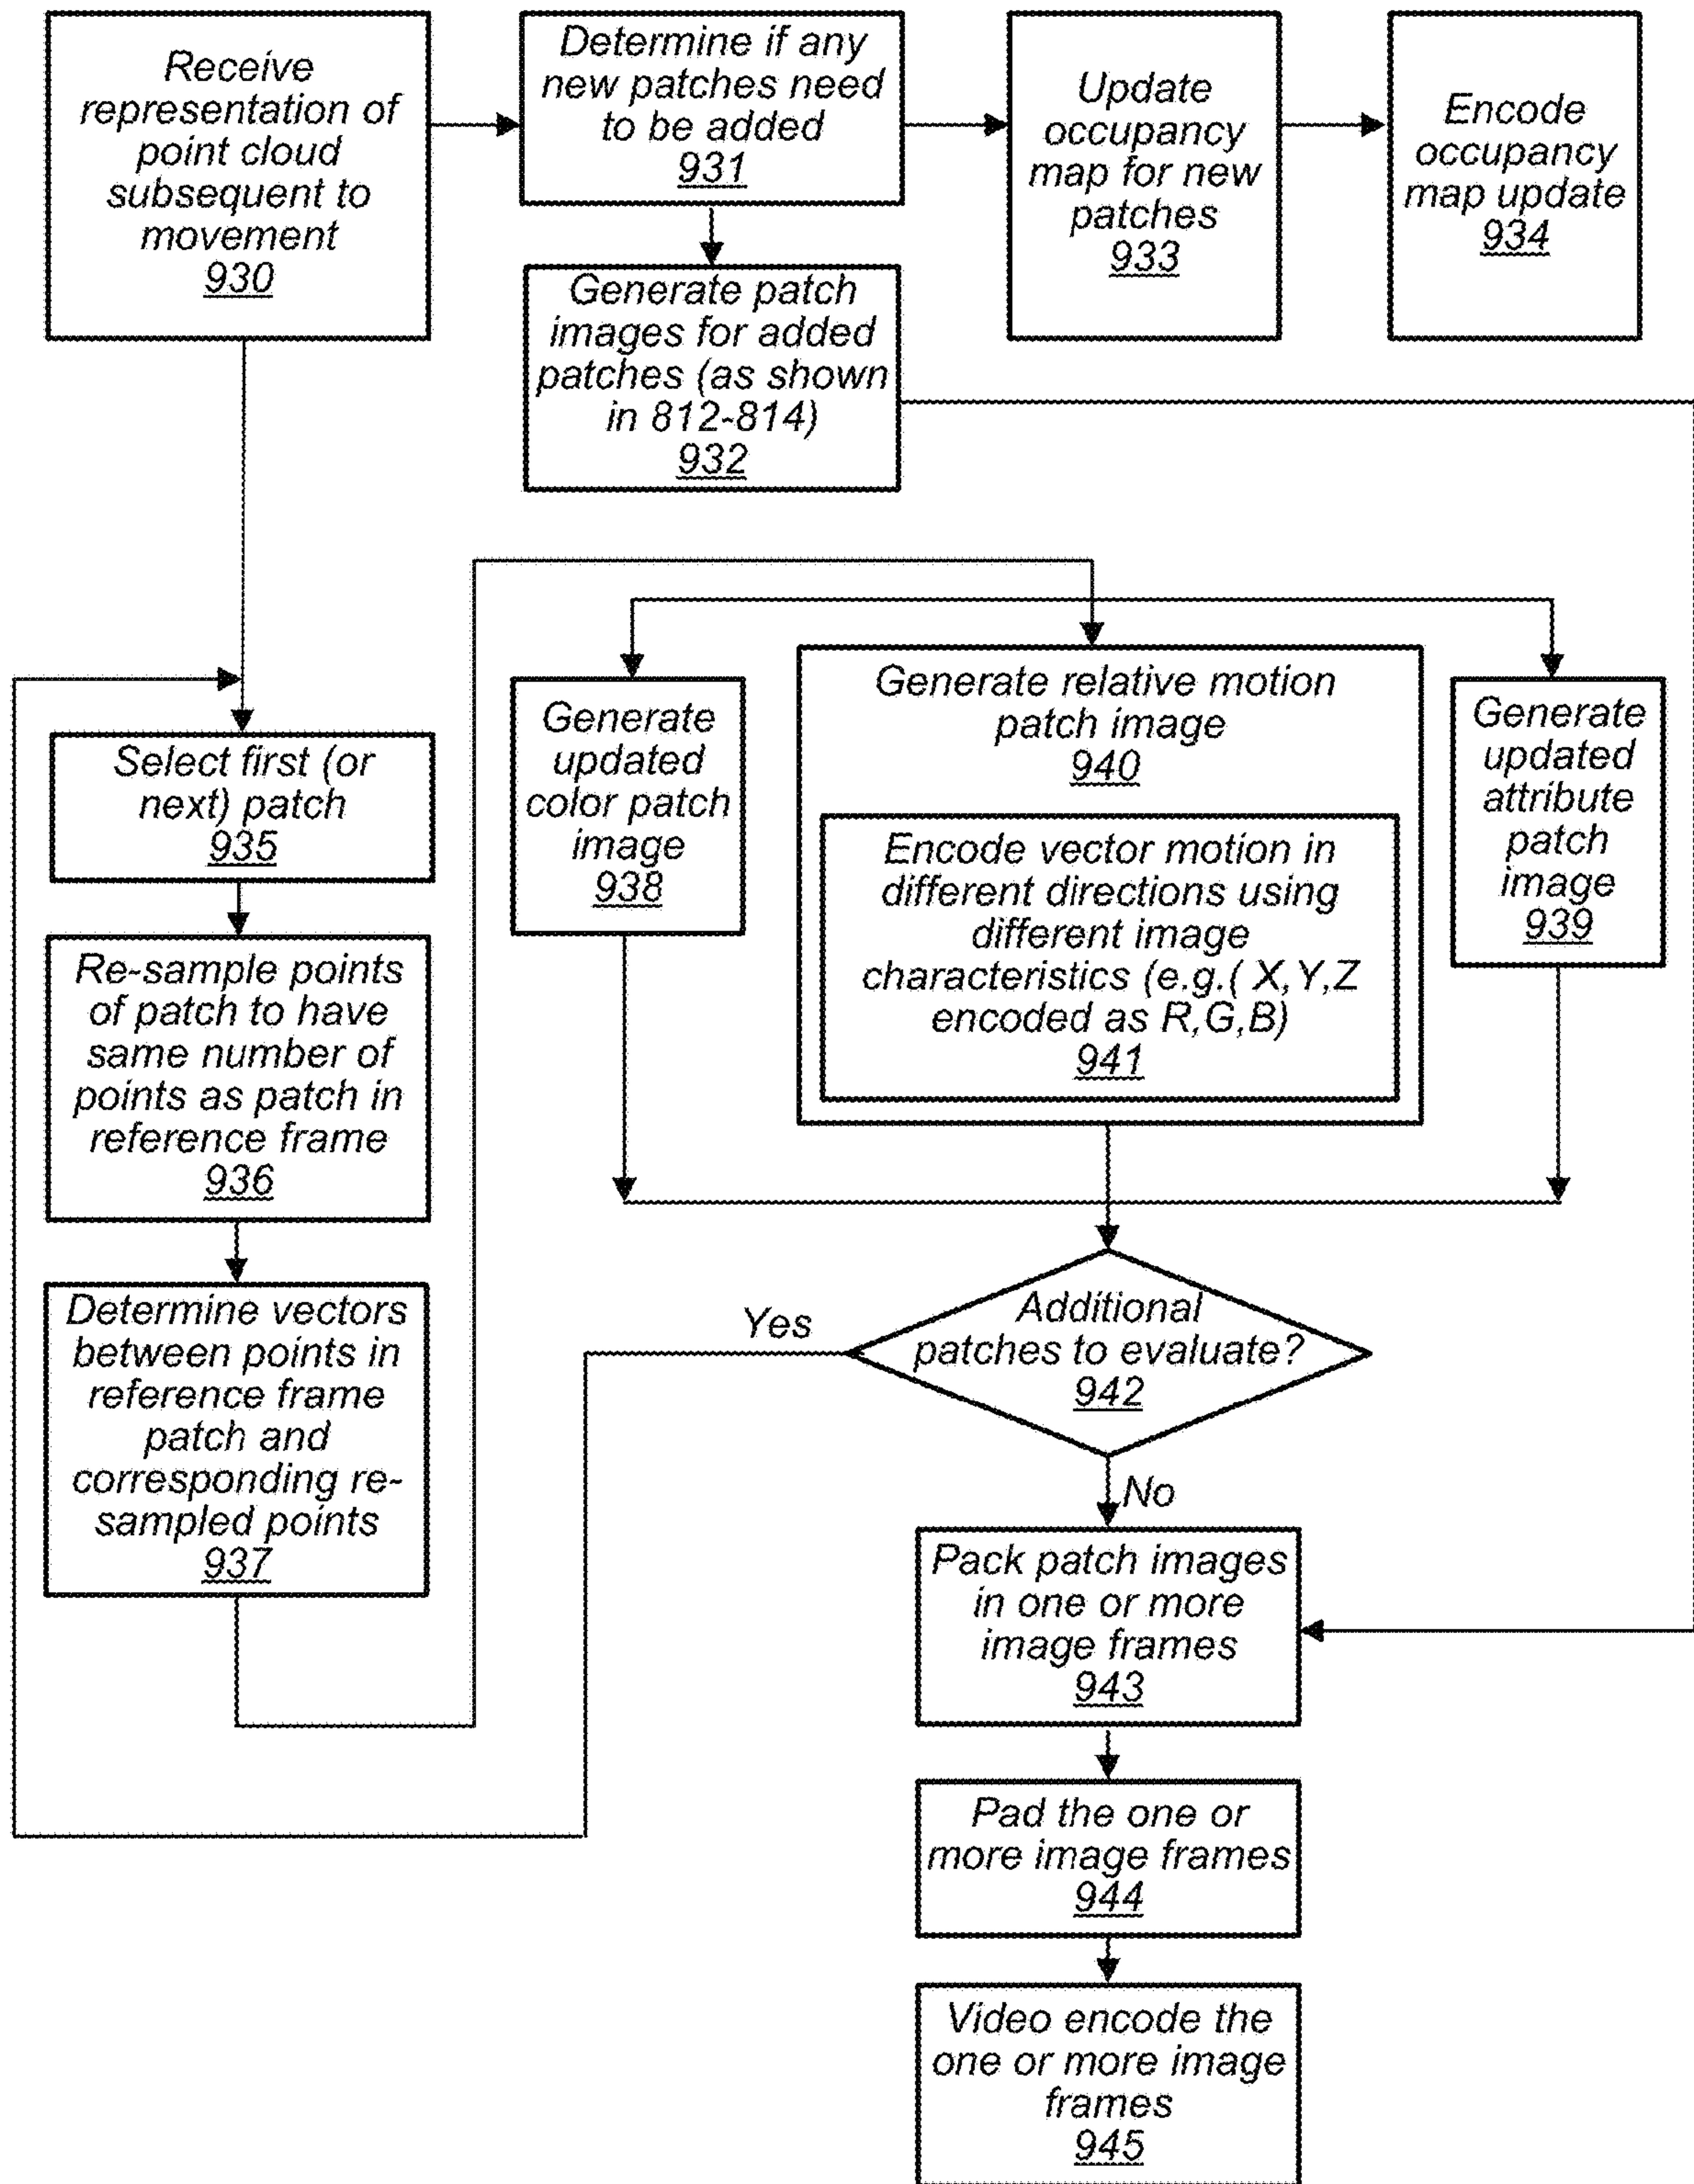 Receive
representation of
point cloud
subsequent to
movement
930
Determine if any
new patches need
to be added
931
Update
occupancy
map for new
patches
933
Encode
occupancy
map update
934
Generate patch
images for added
patches (as shown
in 812-814)
932
Select first (or
next) patch
935
Re-sample points
of patch to have
same number of
points as patch in
reference frame
936
Determine vectors
between points in
reference frame
patch and
corresponding re-
sampled points
937
Generate
updated
color patch
image
938
Generate relative motion
patch image
940
Encode vector motion in
different directions using
different image
characteristics (e.g.( X,Y,Z
encoded as R,G,B)
941
Generate
updated
attribute
patch
image
939
Additional
patches to evaluate?
942
Yes
No
Pack patch images
in one or more
image frames
943
Pad the one or
more image frames
944
Video encode the
one or more image
frames
945